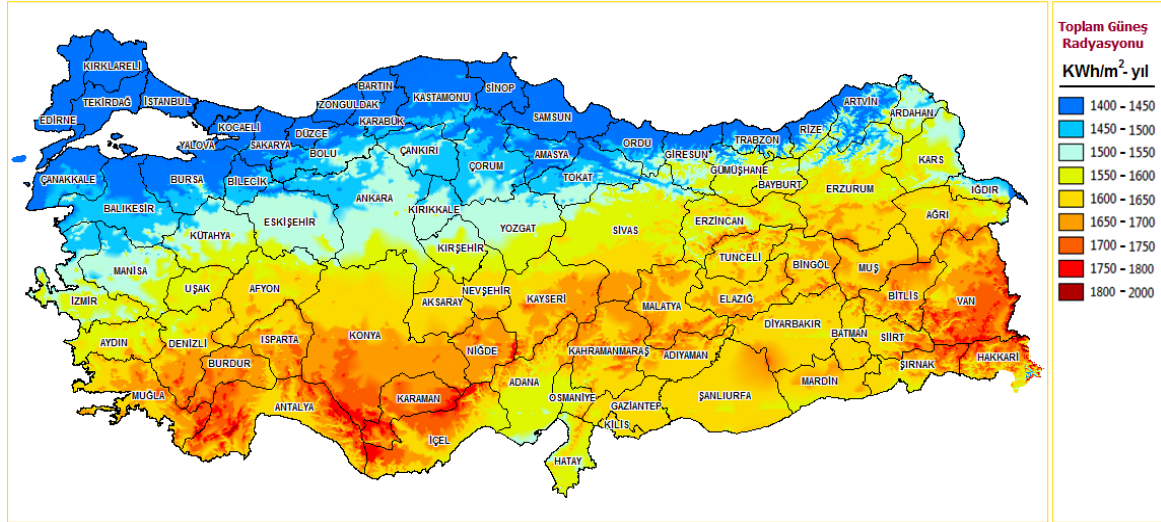 Toplam Güneş
Radyasyonu
KWh/m²- yıl
1400 - 1450
1450 - 1500
1500 - 1550
1550 - 1600
1600 - 1650
1650 - 1700
1700 - 1750
1750 - 1800
1800 - 2000
KIRKLARELİ
TEKİRDAĞ
İSTANBUL
EDİRNE
KOCAELİ
YALOVA
SAKARYA
DÜZCE
BOLU
ZONGULDAK
BARTIN
KARABÜK
KASTAMONU
SİNOP
SAMSUN
ÇANKIRI
ÇORUM
AMASYA
TOKAT
ORDU
GİRESUN
TRABZON
RİZE
ARTVİN
ARDAHAN
GÜMÜŞHANE
BAYBURT
ERZURUM
KARS
IĞDIR
AĞRI
ÇANAKKALE
BURSA
BİLECİK
BALIKESİR
KÜTAHYA
ESKİŞEHİR
ANKARA
KIRIKKALE
KIRŞEHİR
YOZGAT
SİVAS
ERZİNCAN
TUNCELİ
BİNGÖL
MUŞ
BİTLİS
VAN
MANİSA
İZMİR
UŞAK
AFYON
AKSARAY
NEVŞEHİR
KAYSERİ
MALATYA
ELAZIĞ
DİYARBAKIR
BATMAN
SİİRT
ŞIRNAK
HAKKARİ
AYDIN
DENİZLİ
BURDUR
ISPARTA
KONYA
NİĞDE
KAHRAMANMARAŞ
ADIYAMAN
MARDİN
MUĞLA
ANTALYA
KARAMAN
İÇEL
ADANA
OSMANİYE
GAZİANTEP
KİLİS
ŞANLIURFA
HATAY